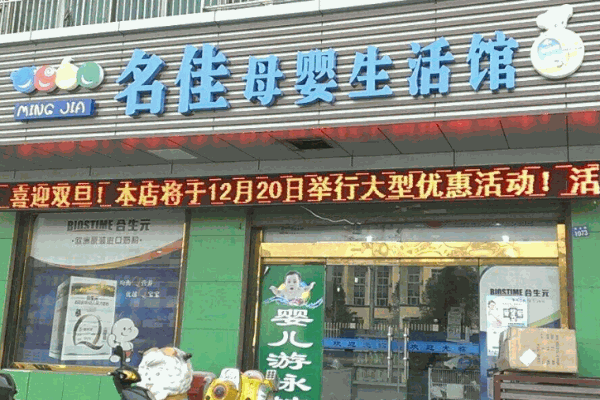 名佳母婴生活馆
MING JIA
喜迎双旦！本店将于12月20日举行大型优惠活动！活
BIOSTIME 合生元
BIOSTIME 合生元
婴儿游泳